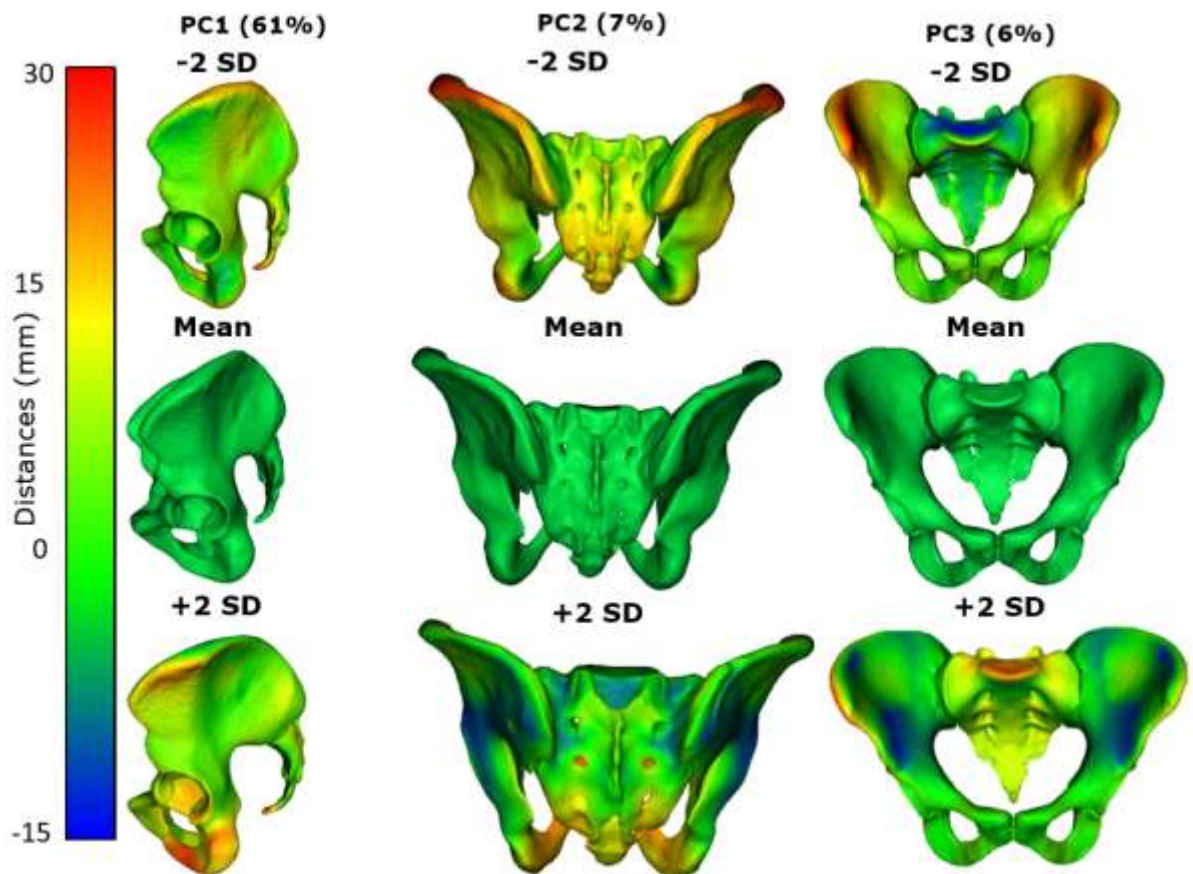 PC1 (61%)
-2 SD
PC2 (7%)
-2 SD
PC3 (6%)
-2 SD
30
15
0
-15
Distances (mm)
Mean
Mean
Mean
+2 SD
+2 SD
+2 SD